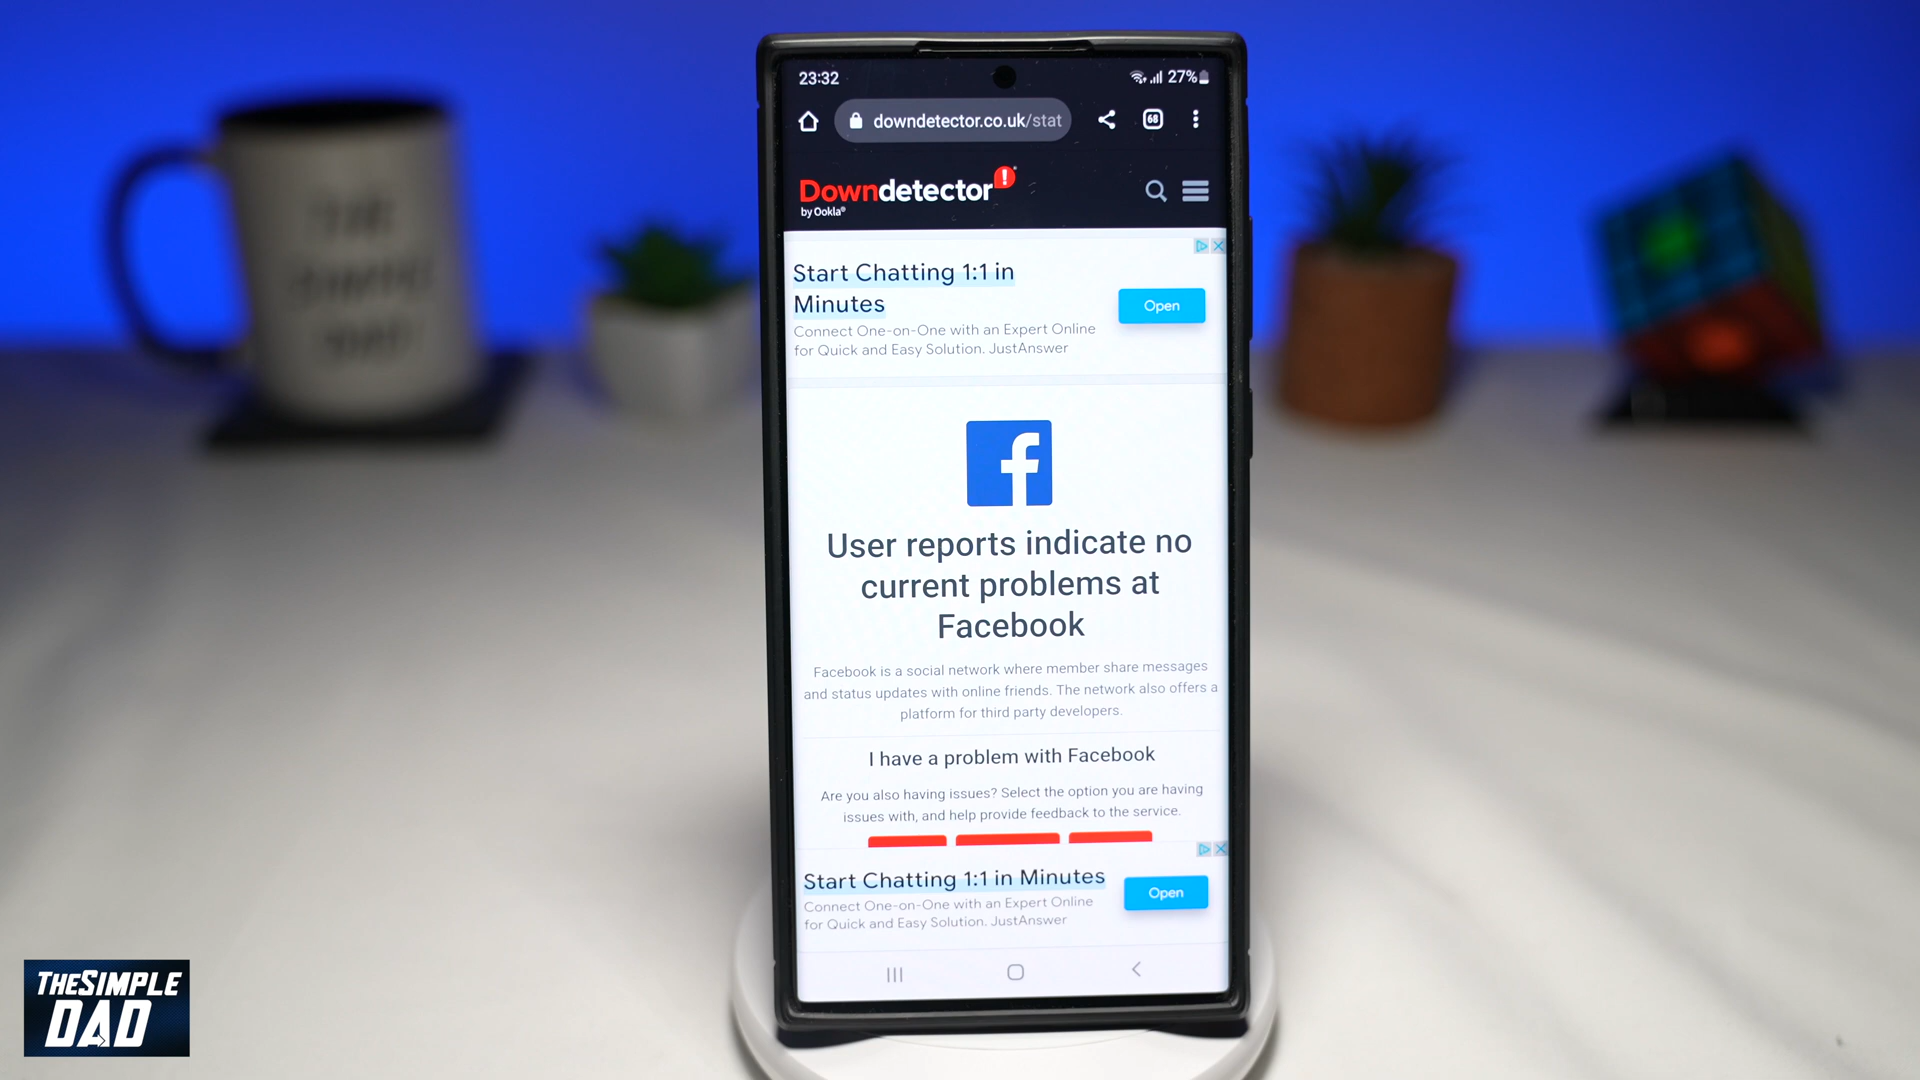 23:32
27%
downdetector.co.uk/stat
68
Downdetector
by Ookla®
Start Chatting 1:1 in
Minutes
Open
Connect One-on-One with an Expert Online
for Quick and Easy Solution. JustAnswer
f
User reports indicate no
current problems at
Facebook
Facebook is a social network where member share messages
and status updates with online friends. The network also offers a
platform for third party developers.
I have a problem with Facebook
Are you also having issues? Select the option you are having
issues with, and help provide feedback to the service.
Start Chatting 1:1 in Minutes
Open
Connect One-on-One with an Expert Online
for Quick and Easy Solution. JustAnswer
THE
SIMPLE
DAD
THESIMPLE
DAD